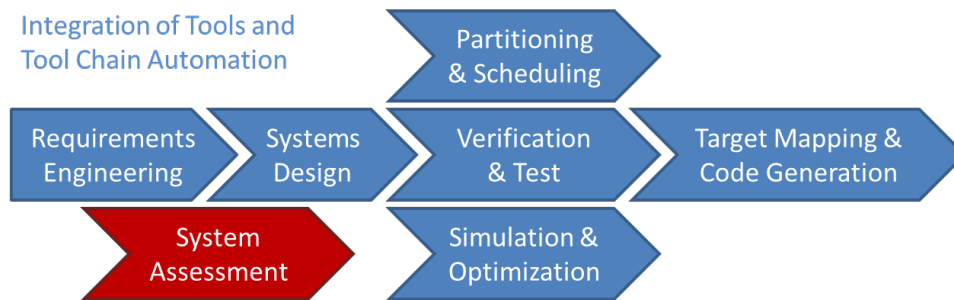 Integration of Tools and
Tool Chain Automation
Partitioning
& Scheduling
Requirements
Engineering
Systems
Design
Verification
& Test
Target Mapping &
Code Generation
System
Assessment
Simulation &
Optimization